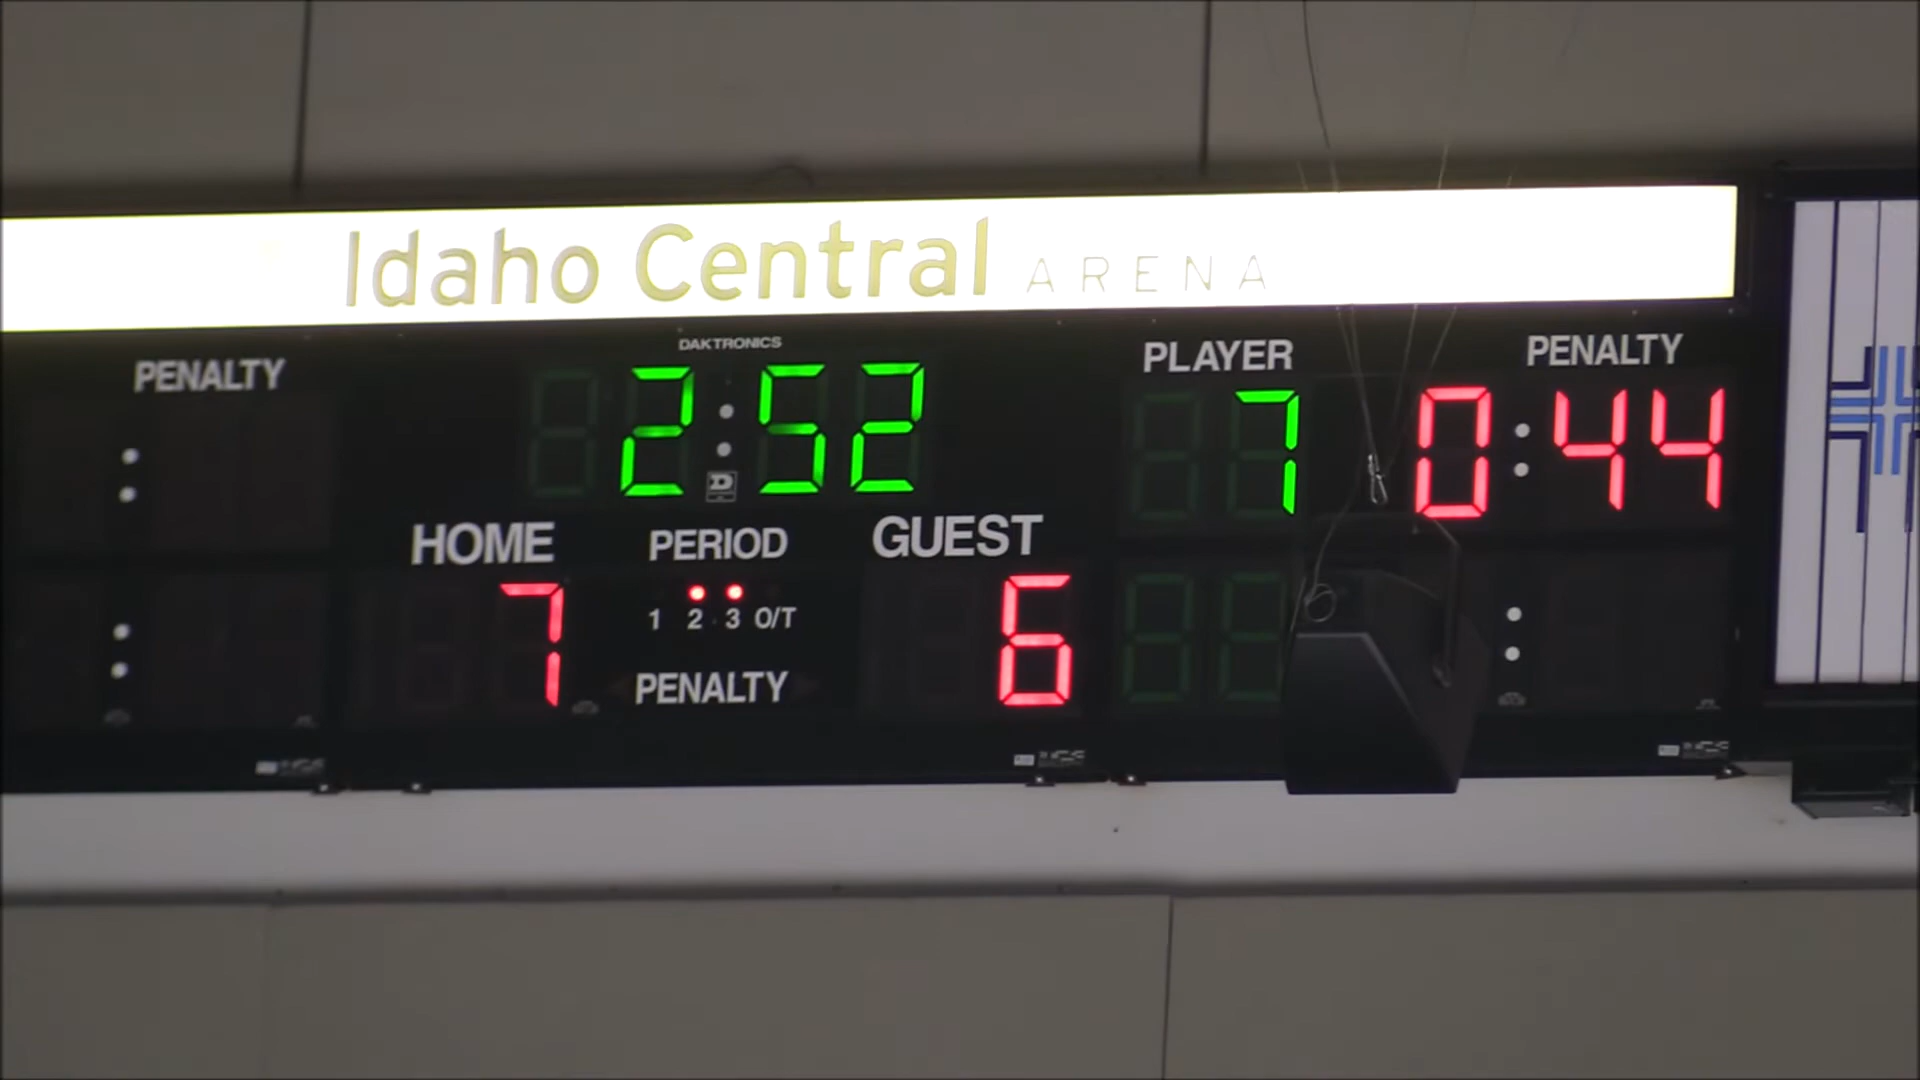 Idaho Central ARENA
DAKTRONICS
PENALTY
2:52
PLAYER
PENALTY
7
0:44
HOME
PERIOD
GUEST
7
1 2 3 O/T
6
PENALTY